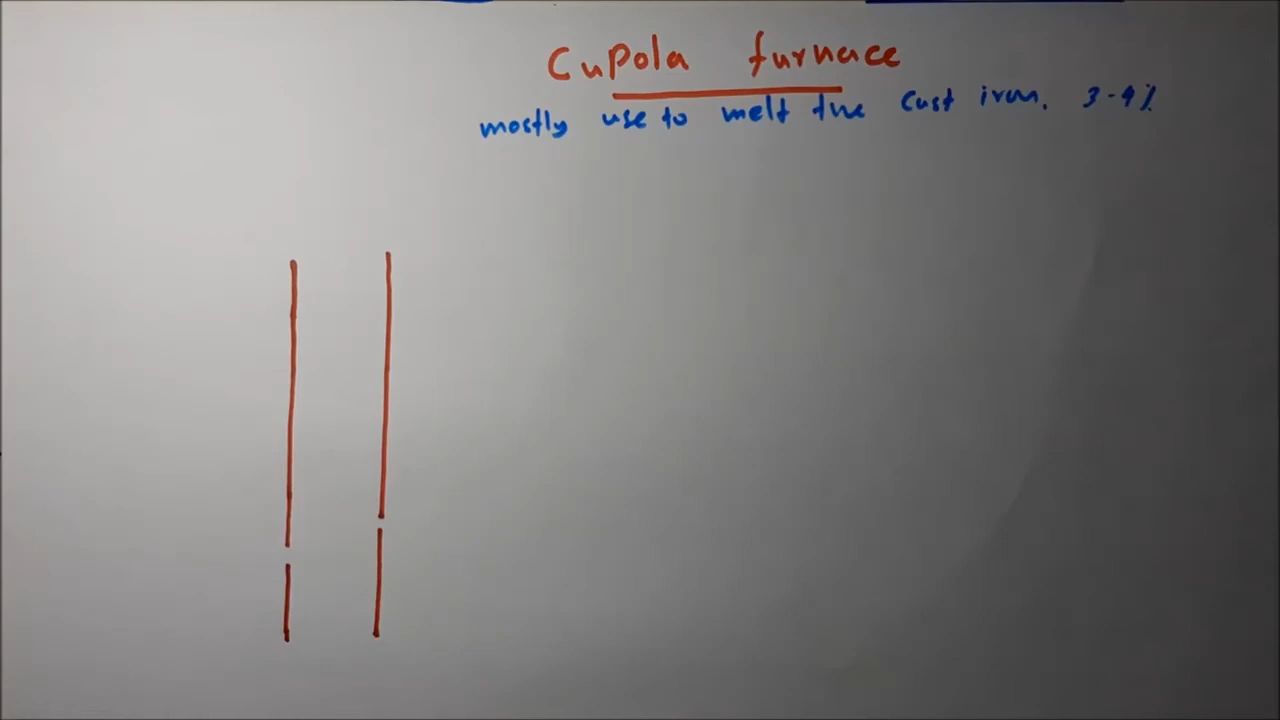 Cupola furnace
mostly use to melt the Cast iron. 3-4%